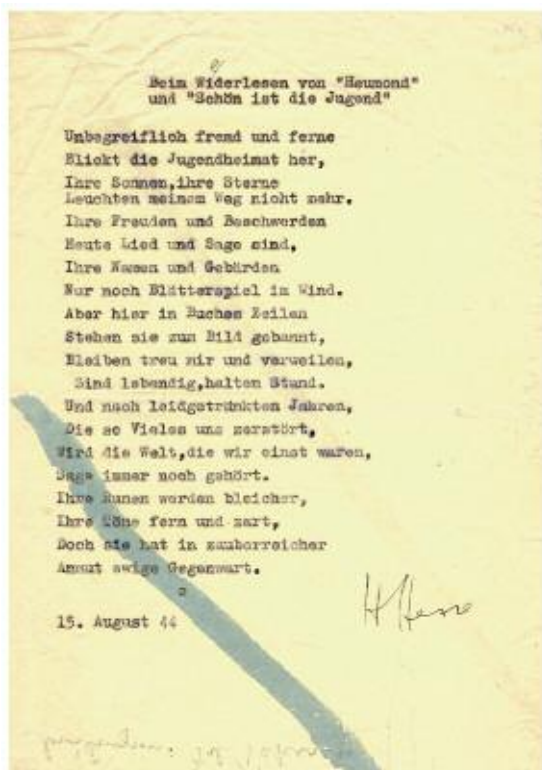 Beim Widerlesen von "Heumond"
und "Schön ist die Jugend"
Unbegreiflich fremd und ferne
Blickt die Jugendheimat her,
Ihre Sonnen,ihre Sterne
Leuchten meinem Weg nicht mehr.
Ihre Freuden und Beschwerden
Heute Lied und Sage sind,
Ihre Namen und Gebärden
Nur noch Blätterspiel im Wind.
Aber hier in Buches Zeilen
Stehen sie zum Bild gebannt,
Bleiben treu mir und verweilen,
Sind lebendig,halten Stand.
Und nach leidgetränkten Jahren,
Die so Vieles uns zerstört,
Wird die Welt,die wir einst waren,
Sage immer noch gehört.
Ihre Runen werden bleicher,
Ihre Töne fern und zart,
Doch sie hat in zauberreicher
Anmut ewige Gegenwart.
15. August 44
H Hesse